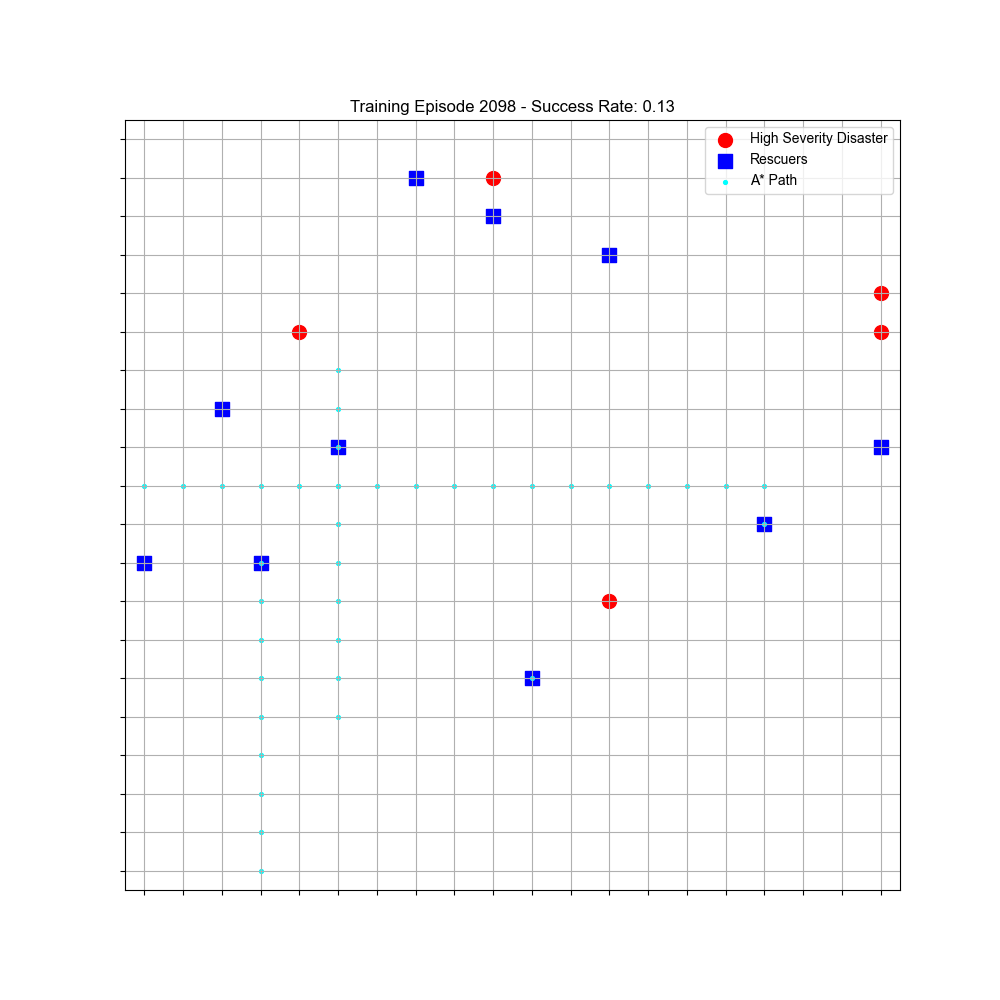 Training Episode 2098 - Success Rate: 0.13
High Severity Disaster
Rescuers
A* Path